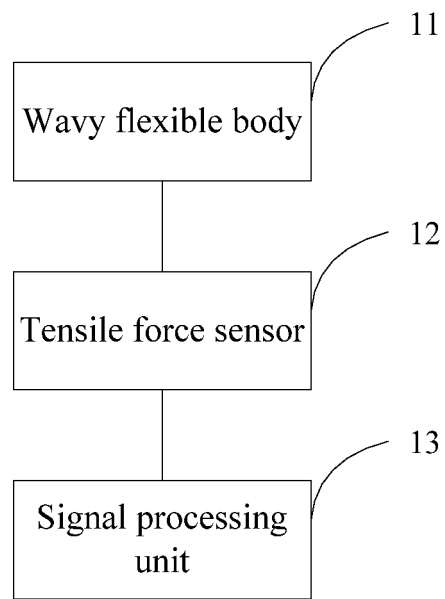 11
Wavy flexible body
12
Tensile force sensor
13
Signal processing
unit